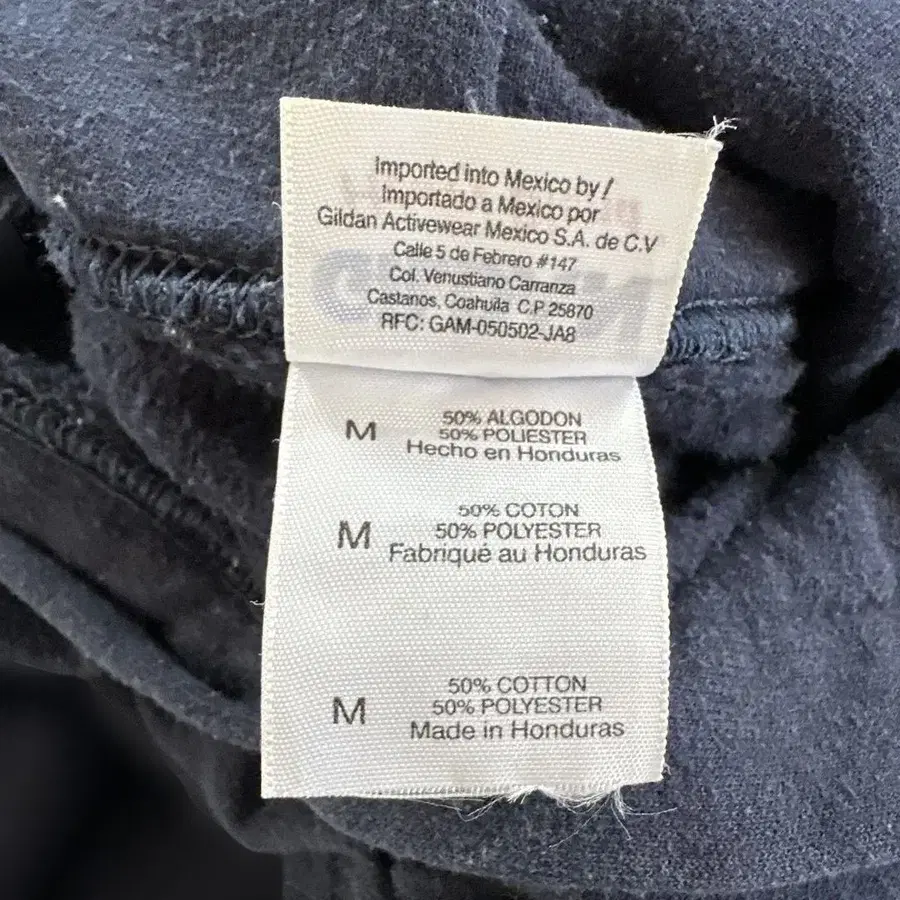 Imported into Mexico by/
Importado a Mexico por
Gildan Activewear Mexico S.A. de C.V
Calle 5 de Febrero #147
Col. Venustiano Carranza
Castanos, Coahuila C.P 25870
RFC: GAM-050502-JA8
M
50% ALGODON
50% POLIESTER
Hecho en Honduras
M
50% COTON
50% POLYESTER
Fabriqué au Honduras
M
50% COTTON
50% POLYESTER
Made in Honduras